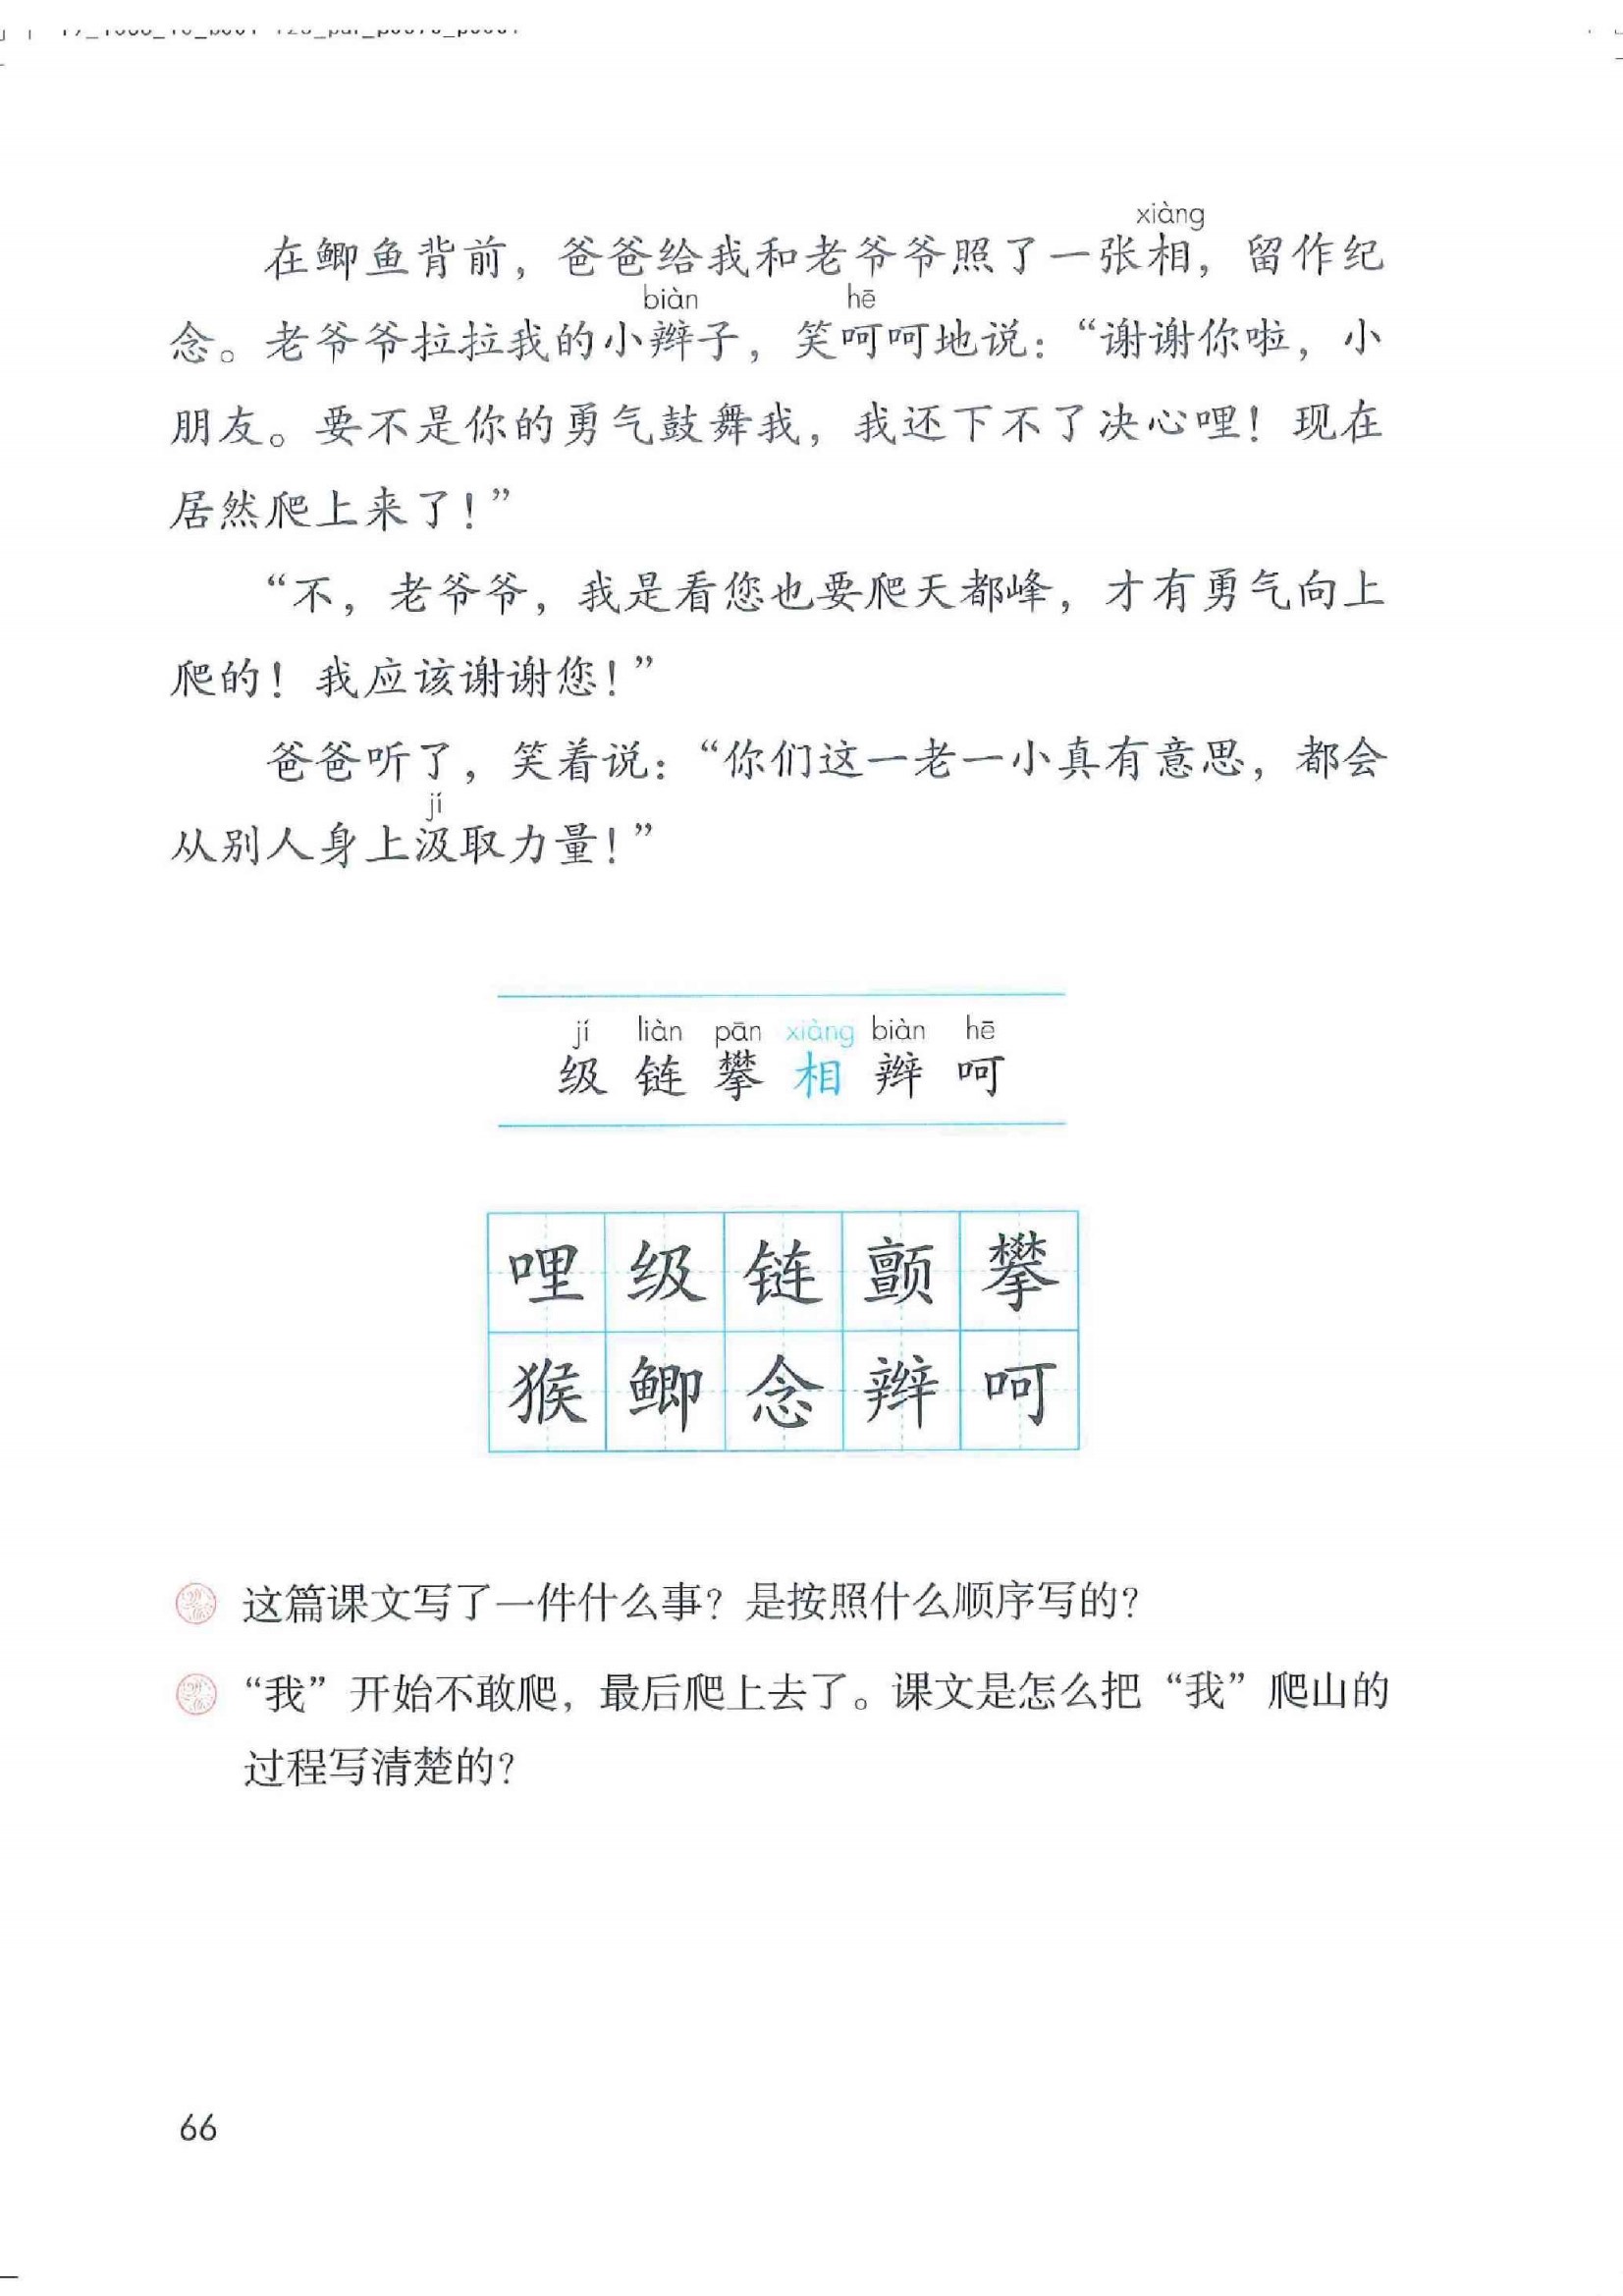 xiàng
在鲫鱼背前，爸爸给我和老爷爷照了一张相，留作纪
biàn hē
念。老爷爷拉拉我的小辫子，笑呵呵地说：“谢谢你啦，小
朋友。要不是你的勇气鼓舞我，我还下不了决心哩！现在
居然爬上来了！”
“不，老爷爷，我是看您也要爬天都峰，才有勇气向上
爬的！我应该谢谢您！”
爸爸听了，笑着说：“你们这一老一小真有意思，都会
jí
从别人身上汲取力量！”
jí liàn pān xiàng biàn hē
级 链 攀 相 辫 呵
哩 级 链 颤 攀
猴 鲫 念 辫 呵
这篇课文写了一件什么事？是按照什么顺序写的？
“我”开始不敢爬，最后爬上去了。课文是怎么把“我”爬山的
过程写清楚的？
66